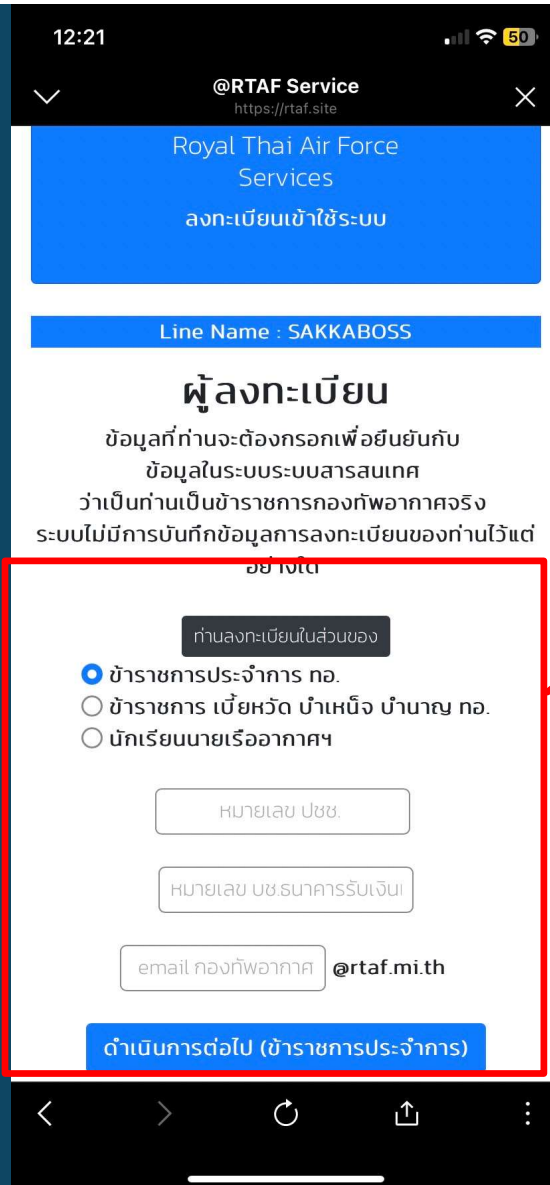 12:21
50
@RTAF Service
https://rtaf.site
Royal Thai Air Force
Services
ลงทะเบียนเข้าใช้ระบบ
Line Name : SAKKABOSS
ผู้ลงทะเบียน
ข้อมูลที่ท่านจะต้องกรอกเพื่อยืนยันกับ
ข้อมูลในระบบระบบสารสนเทศ
ว่าเป็นท่านเป็นข้าราชการกองทัพอากาศจริง
ระบบไม่มีการบันทึกข้อมูลการลงทะเบียนของท่านไว้แต่
อย่างใด
ท่านลงทะเบียนในส่วนของ
ข้าราชการประจำการ ทอ.
ข้าราชการ เบี้ยหวัด บำเหน็จ บำนาญ ทอ.
นักเรียนนายเรืออากาศฯ
หมายเลข ปชช.
หมายเลข บช.ธนาคารรับเงิน
email กองทัพอากาศ @rtaf.mi.th
ดำเนินการต่อไป (ข้าราชการประจำการ)